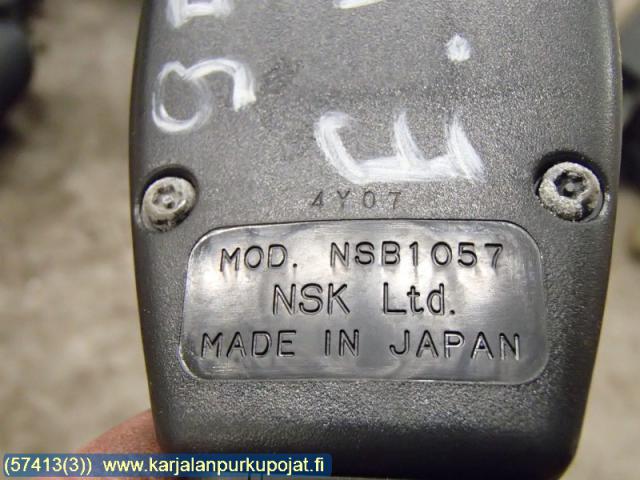 4Y07
MOD. NSB1057
NSK Ltd.
MADE IN JAPAN
(57413(3)) www.karjalanpurkupojat.fi